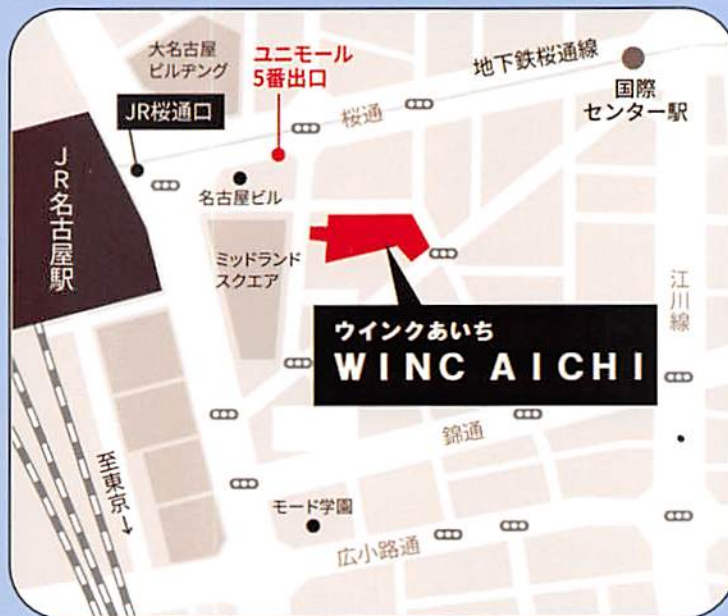 大名古屋
ビルヂング
ユニモール
5番出口
地下鉄桜通線
国際
センター駅
JR桜通口
桜通
名古屋ビル
JR名古屋駅
ミッドランド
スクエア
江川線
ウインクあいち
WINC AICHI
錦通
至東京→
モード学園
広小路通